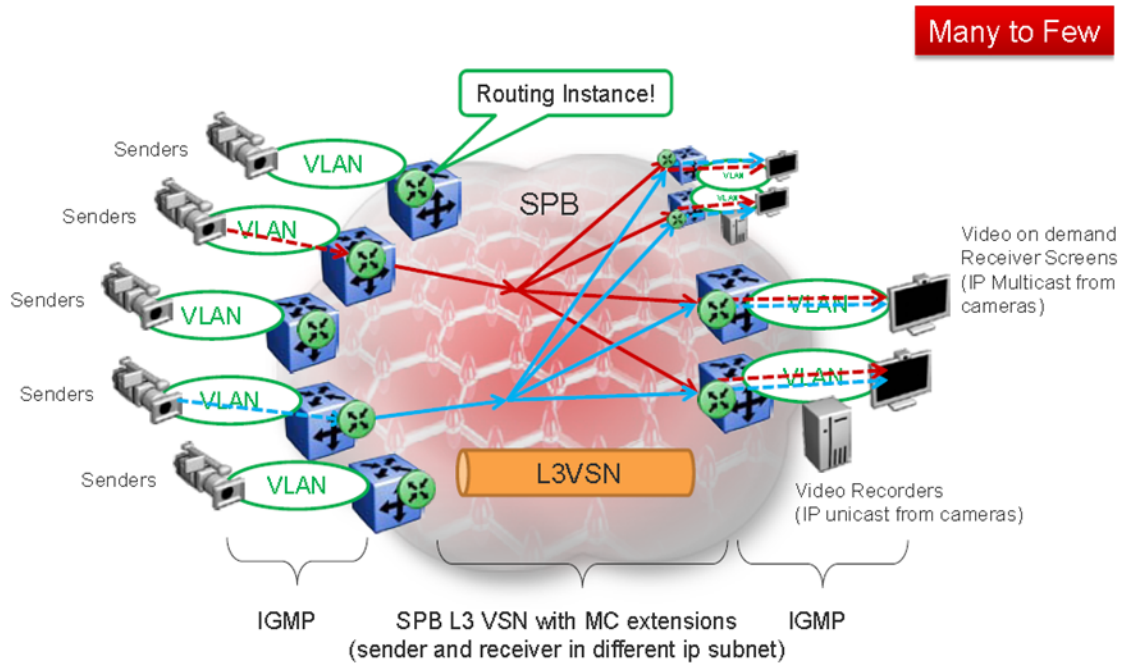 Many to Few
Routing Instance!
Senders
VLAN
SPB
VLAN
Senders
VLAN
VLAN
Senders
VLAN
Video on demand
Receiver Screens
(IP Multicast from
cameras)
VLAN
Senders
VLAN
VLAN
Senders
VLAN
L3VSN
Video Recorders
(IP unicast from cameras)
IGMP
SPB L3 VSN with MC extensions
(sender and receiver in different ip subnet)
IGMP